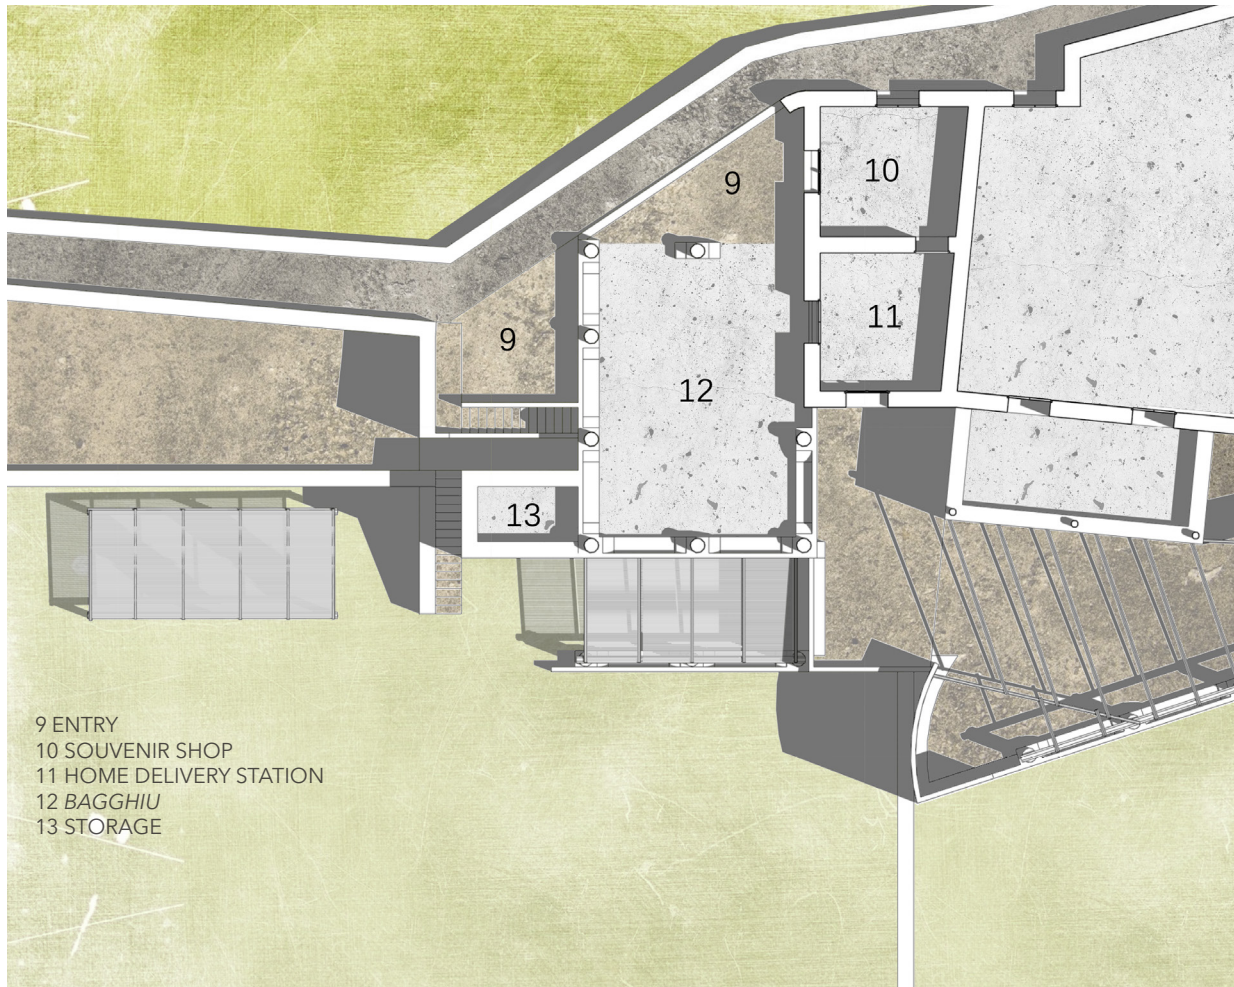 10
9
11
9
12
13
9 ENTRY
10 SOUVENIR SHOP
11 HOME DELIVERY STATION
12 BAGGHIU
13 STORAGE